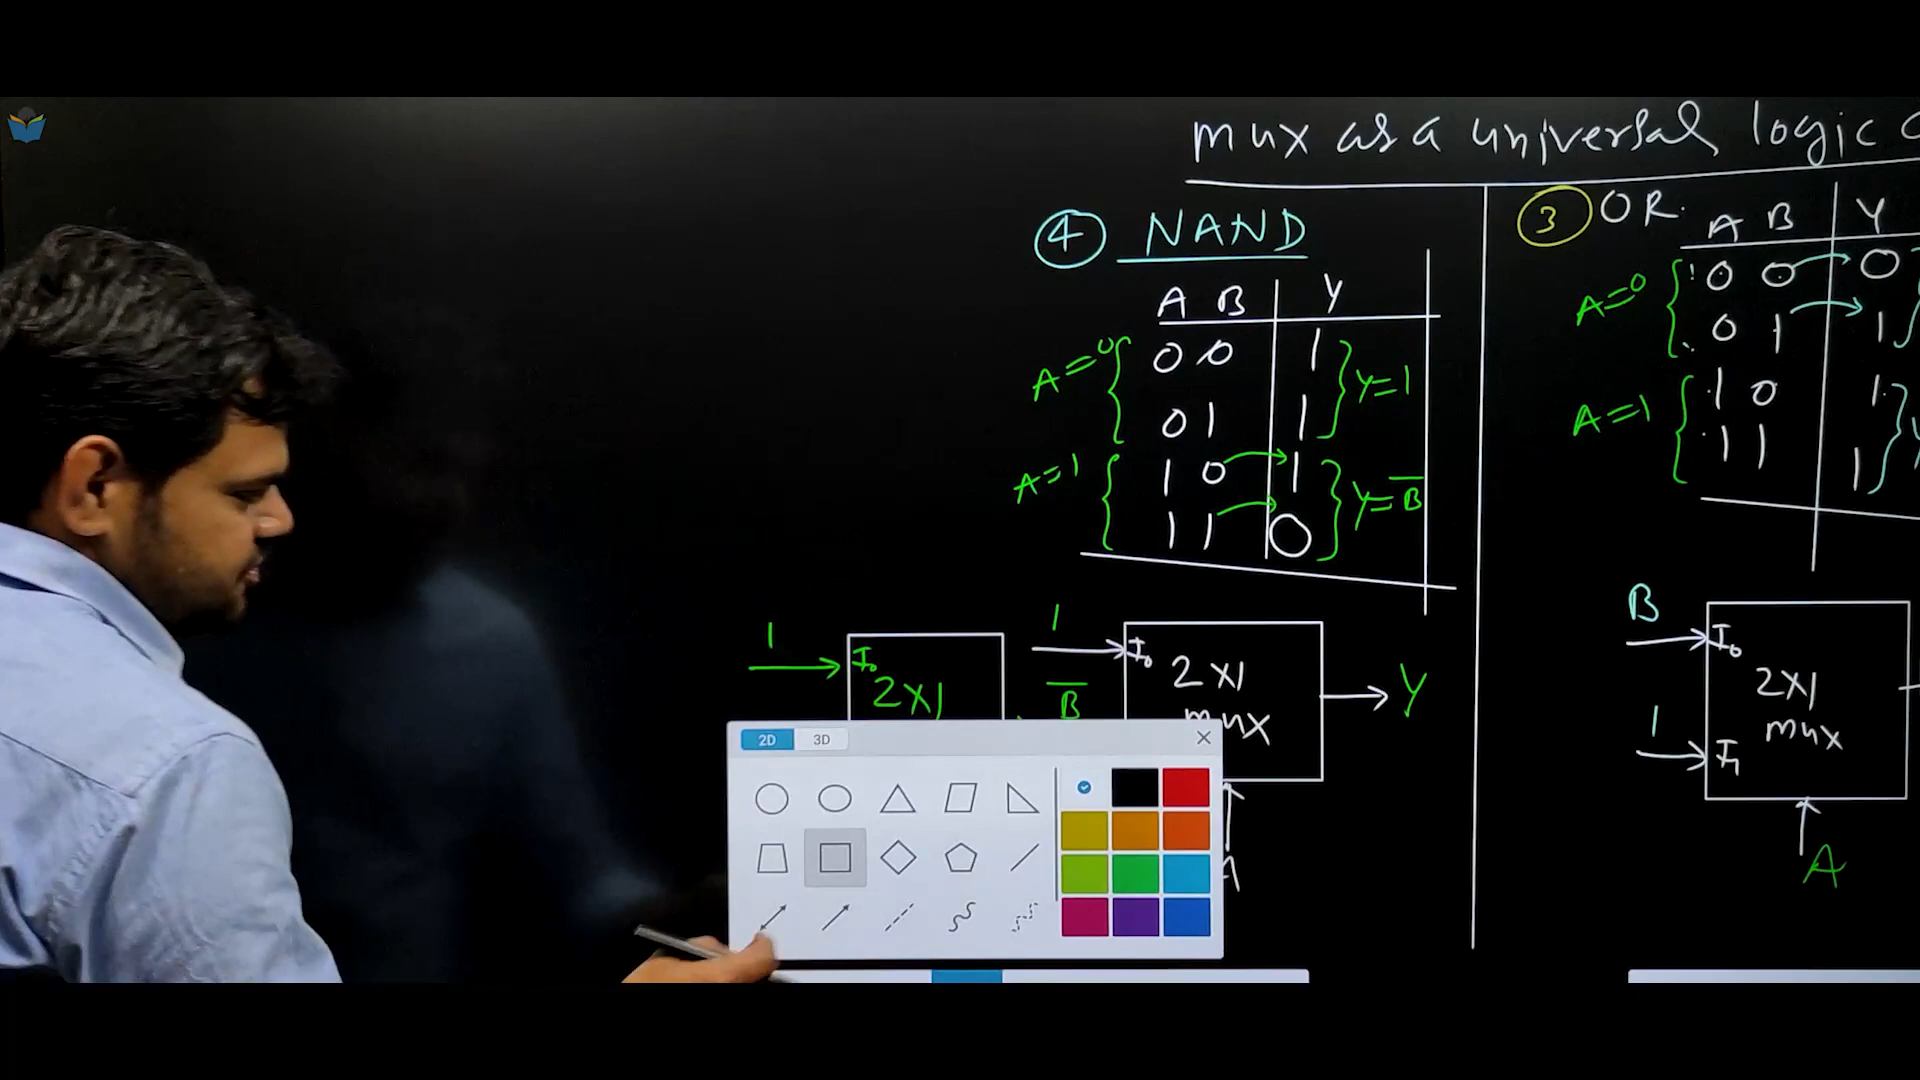 mux as a universal logic
④ NAND
A B Y
A=0
0 0 1
0 1 1
Y=1
A=1
1 0 1
1 1 0
Y=B̅
③ OR.
A B Y
A=0
0 0 0
0 1 1
A=1
1 0 1
1 1 1
1
I₀
2X1
1
B̅
I₀
2X1
mux
Y
B
I₀
2X1
mux
1
I₁
A
2D 3D